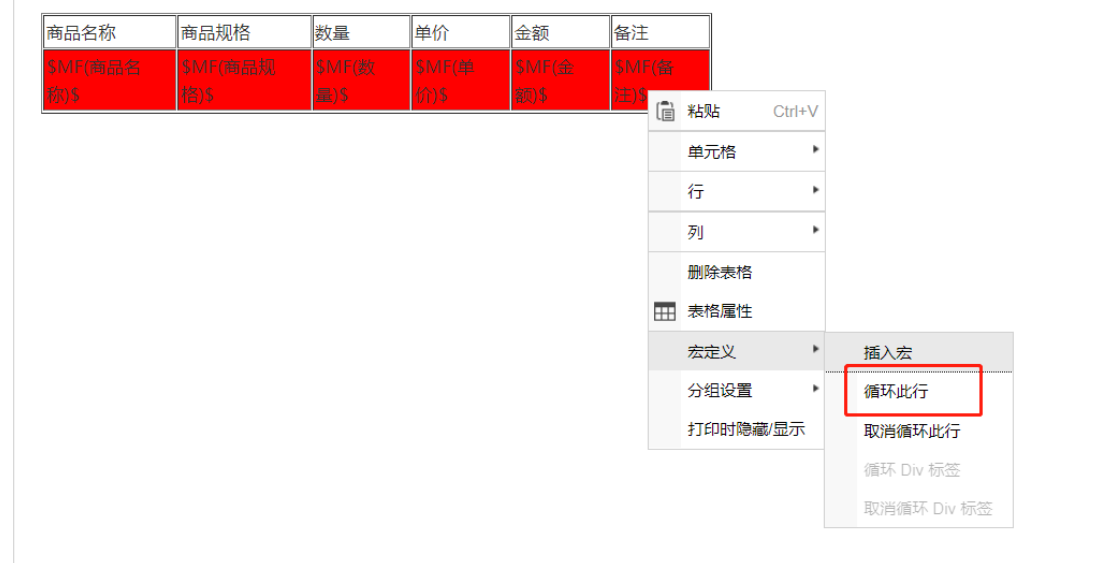 商品名称 商品规格 数量 单价 金额 备注
$MF(商品名 $MF(商品规 $MF(数 $MF(单 $MF(金 $MF(备
称)$ 格)$ 量)$ 价)$ 额)$ 注)$
粘贴 Ctrl+V
单元格
行
列
删除表格
表格属性
宏定义
分组设置
打印时隐藏/显示
插入宏
循环此行
取消循环此行
循环 Div 标签
取消循环 Div 标签